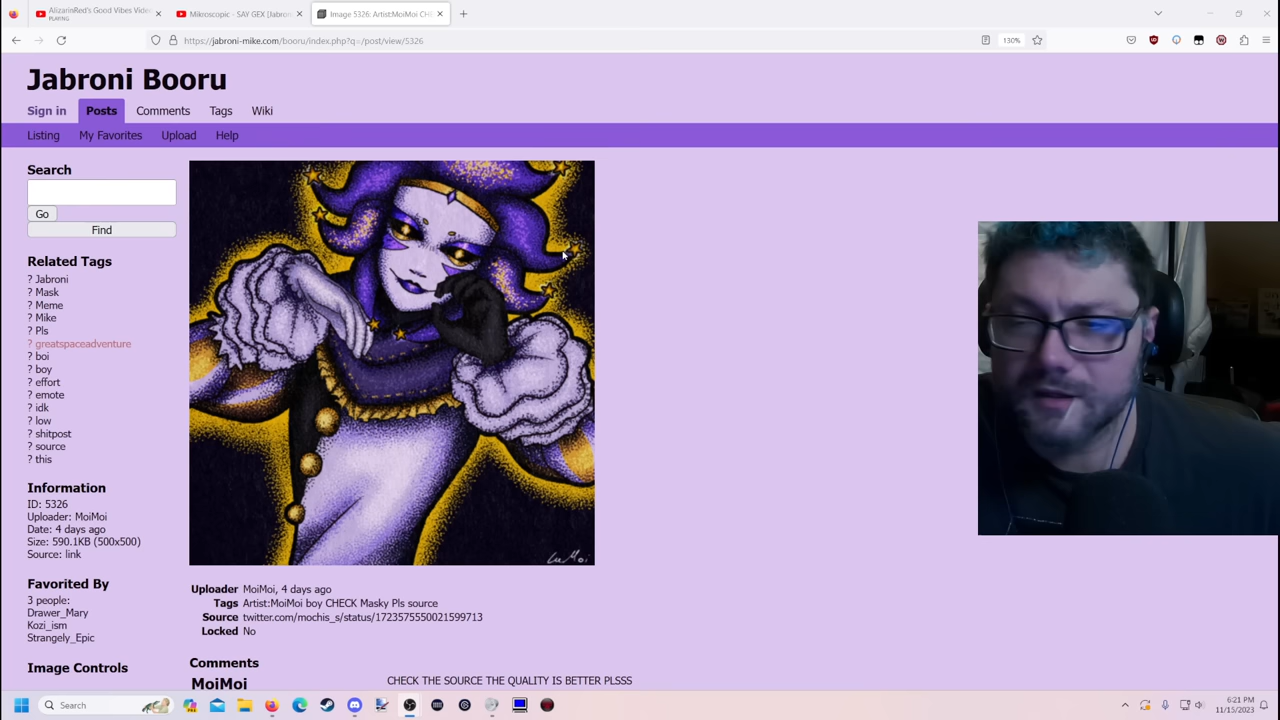 AlizarinRed's Good Vibes Video
PLAYING
Mikroscopic - SAY GEX [Jabron
Image 5326: Artist:MoiMoi CHE
https://jabroni-mike.com/booru/index.php?q=/post/view/5326
130%
Jabroni Booru
Sign in
Posts
Comments
Tags
Wiki
Listing
My Favorites
Upload
Help
Search
Go
Find
Related Tags
? Jabroni
? Mask
? Meme
? Mike
? Pls
? greatspaceadventure
? boi
? boy
? effort
? emote
? idk
? low
? shitpost
? source
? this
Information
ID: 5326
Uploader: MoiMoi
Date: 4 days ago
Size: 590.1KB (500x500)
Source: link
Favorited By
3 people:
Drawer_Mary
Kozi_ism
Strangely_Epic
Image Controls
Uploader MoiMoi, 4 days ago
Tags Artist:MoiMoi boy CHECK Masky Pls source
Source twitter.com/mochis_s/status/1723575550021599713
Locked No
Comments
MoiMoi
CHECK THE SOURCE THE QUALITY IS BETTER PLSSS
Search
6:21 PM
11/15/2023